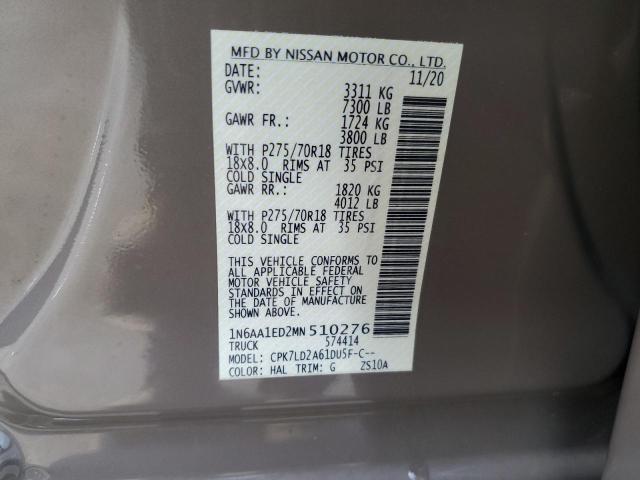 MFD BY NISSAN MOTOR CO., LTD.
DATE: 11/20
GVWR: 3311 KG
7300 LB
GAWR FR.: 1724 KG
3800 LB
WITH P275/70R18 TIRES
18X8.0 RIMS AT 35 PSI
COLD SINGLE
GAWR RR.: 1820 KG
4012 LB
WITH P275/70R18 TIRES
18X8.0 RIMS AT 35 PSI
COLD SINGLE
THIS VEHICLE CONFORMS TO
ALL APPLICABLE FEDERAL
MOTOR VEHICLE SAFETY
STANDARDS IN EFFECT ON
THE DATE OF MANUFACTURE
SHOWN ABOVE.
1N6AA1ED2MN510276
TRUCK 574414
MODEL: CPK7LD2A61DU5F-C--
COLOR: HAL TRIM: G ZS10A